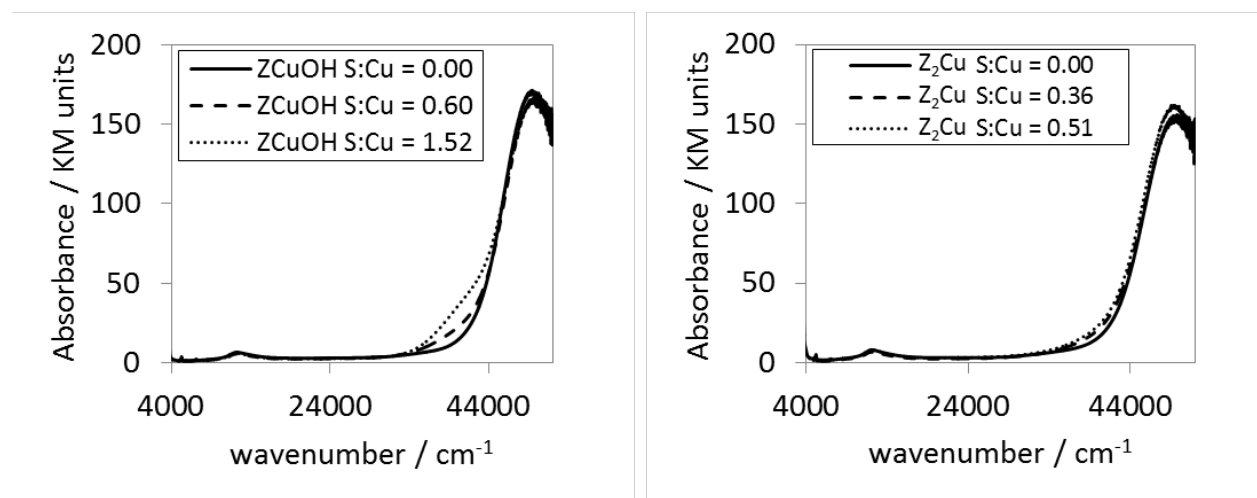 200
150
100
50
0
Absorbance / KM units
ZCuOH S:Cu = 0.00
ZCuOH S:Cu = 0.60
ZCuOH S:Cu = 1.52
4000 24000 44000
wavenumber / cm-1
200
150
100
50
0
Absorbance / KM units
Z2Cu S:Cu = 0.00
Z2Cu S:Cu = 0.36
Z2Cu S:Cu = 0.51
4000 24000 44000
wavenumber / cm-1